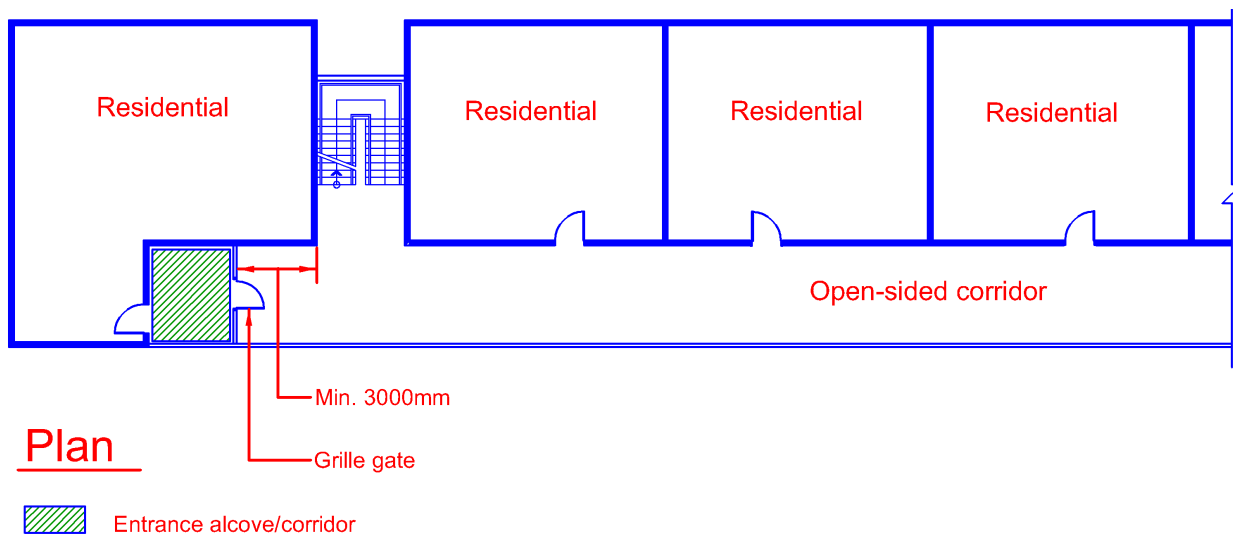 Residential
Residential
Residential
Residential
Open-sided corridor
Min. 3000mm
Plan
Grille gate
Entrance alcove/corridor